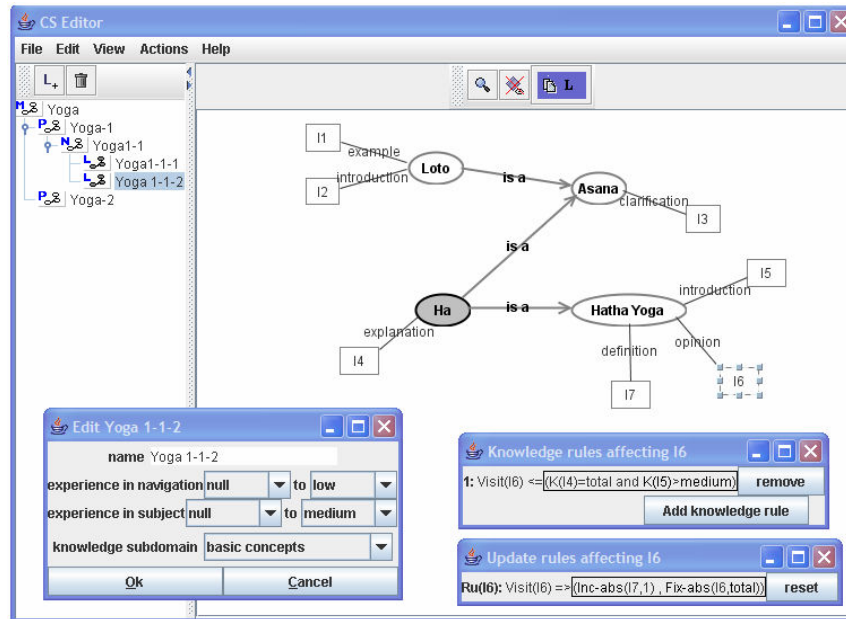 CS Editor
File Edit View Actions Help
L+
L
M Yoga
P Yoga-1
N Yoga1-1
L Yoga1-1-1
L Yoga 1-1-2
P Yoga-2
I1
example
Loto
introduction
I2
is a
Asana
clarification
I3
is a
Ha
explanation
I4
is a
Hatha Yoga
introduction
I5
definition
opinion
I6
I7
Edit Yoga 1-1-2
name Yoga 1-1-2
experience in navigation null to low
experience in subject null to medium
knowledge subdomain basic concepts
Ok Cancel
Knowledge rules affecting I6
1: Visit(I6) <=(K(I4)=total and K(I5)>medium) remove
Add knowledge rule
Update rules affecting I6
Ru(I6): Visit(I6) =>(Inc-abs(I7,1) , Fix-abs(I6,total)) reset